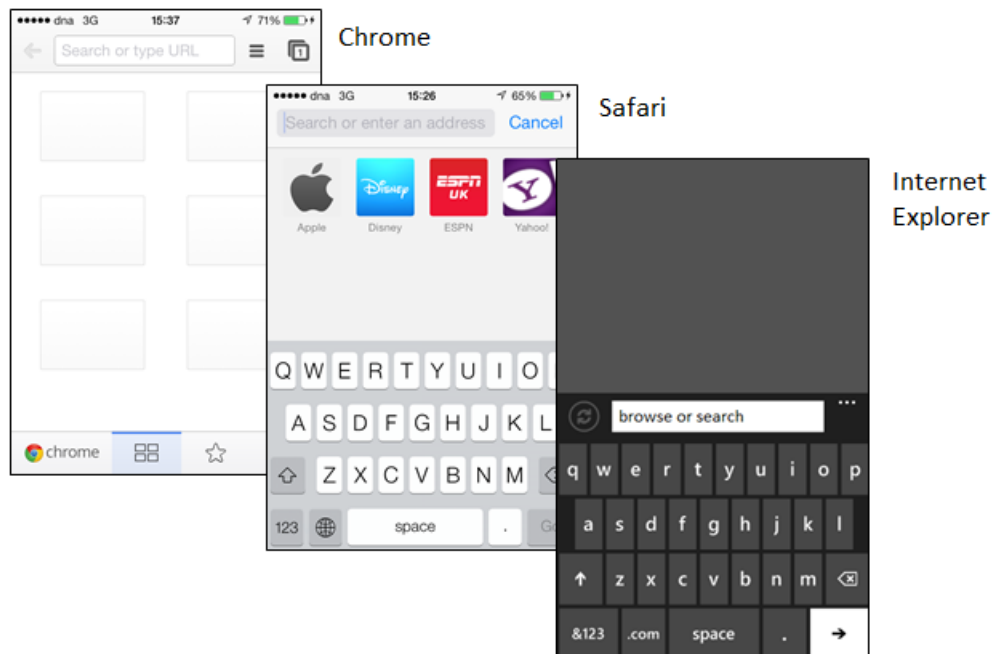 dna 3G 15:37 71%
Search or type URL 1
chrome
Chrome
dna 3G 15:26 65%
Search or enter an address Cancel
Disney ESPN UK Y!
Apple Disney ESPN Yahoo!
Q W E R T Y U I O
A S D F G H J K L
Z X C V B N M
123 space .
Safari
browse or search ...
q w e r t y u i o p
a s d f g h j k l
z x c v b n m
&123 .com space .
Internet
Explorer